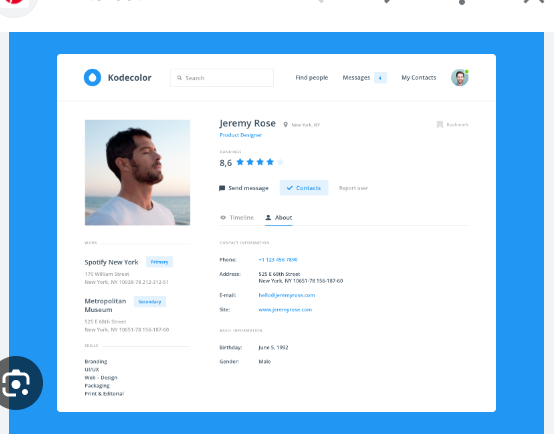 Kodecolor
Search
Find people
Messages
4
My Contacts
Jeremy Rose
New York, NY
Bookmark
Product Designer
RANKINGS
8,6
Send message
Contacts
Report user
Timeline
About
WORK
Spotify New York
Primary
170 William Street
New York, NY 10038-78 212-312-51
Metropolitan
Museum
Secondary
525 E 68th Street
New York, NY 10651-78 156-187-60
SKILLS
Branding
UI/UX
Web - Design
Packaging
Print & Editorial
CONTACT INFORMATION
Phone:
+1 123 456 7890
Address:
525 E 68th Street
New York, NY 10651-78 156-187-60
E-mail:
hello@jeremyrose.com
Site:
www.jeremyrose.com
BASIC INFORMATION
Birthday:
June 5, 1992
Gender:
Male